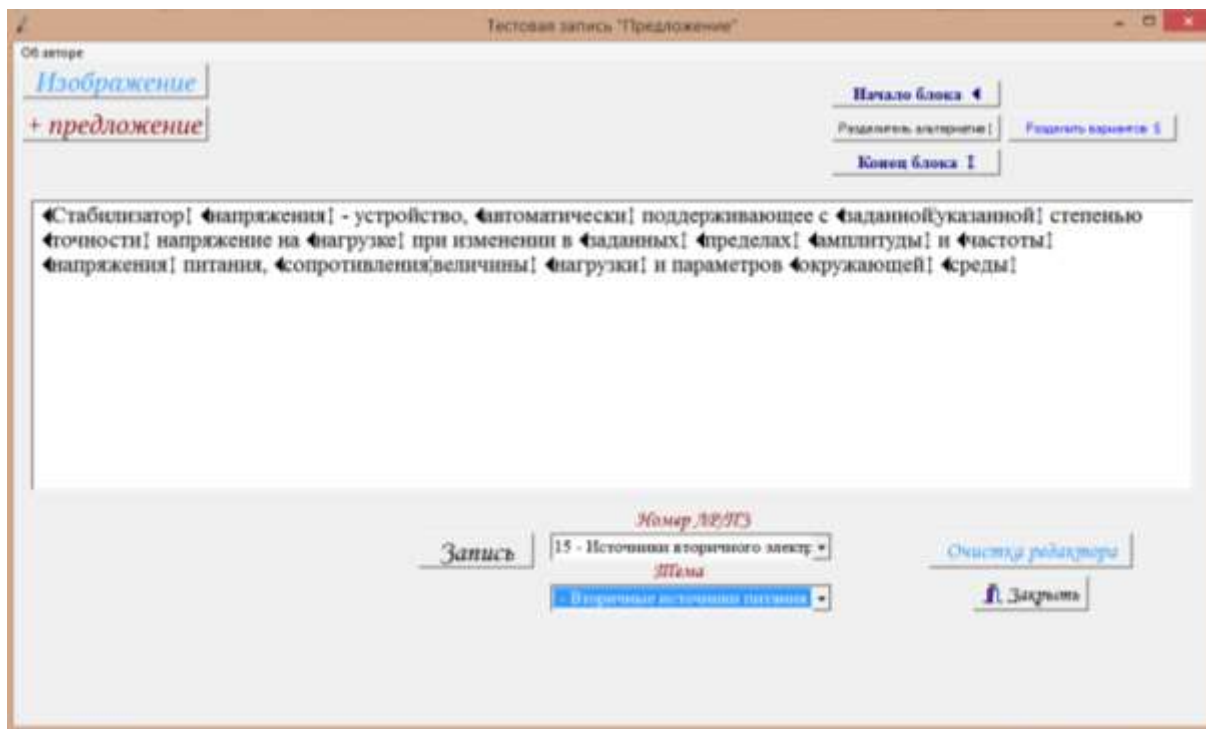 Тестовая запись "Предложение"
Об авторе
Изображение
+ предложение
Начало блока ◀
Разделитель альтернатив ¦
Разделить вариантов §
Конец блока ↨
◀Стабилизатор↨ ◀напряжения↨ - устройство, ◀автоматически↨ поддерживающее с ◀заданной¦указанной↨ степенью
◀точности↨ напряжение на ◀нагрузке↨ при изменении в ◀заданных↨ ◀пределах↨ ◀амплитуды↨ и ◀частоты↨
◀напряжения↨ питания, ◀сопротивления¦величины↨ ◀нагрузки↨ и параметров ◀окружающей↨ ◀среды↨
Номер ЛР/ПЗ
Запись
15 - Источники вторичного электр
Тема
- Вторичные источники питания
Очистка редактора
Закрыть